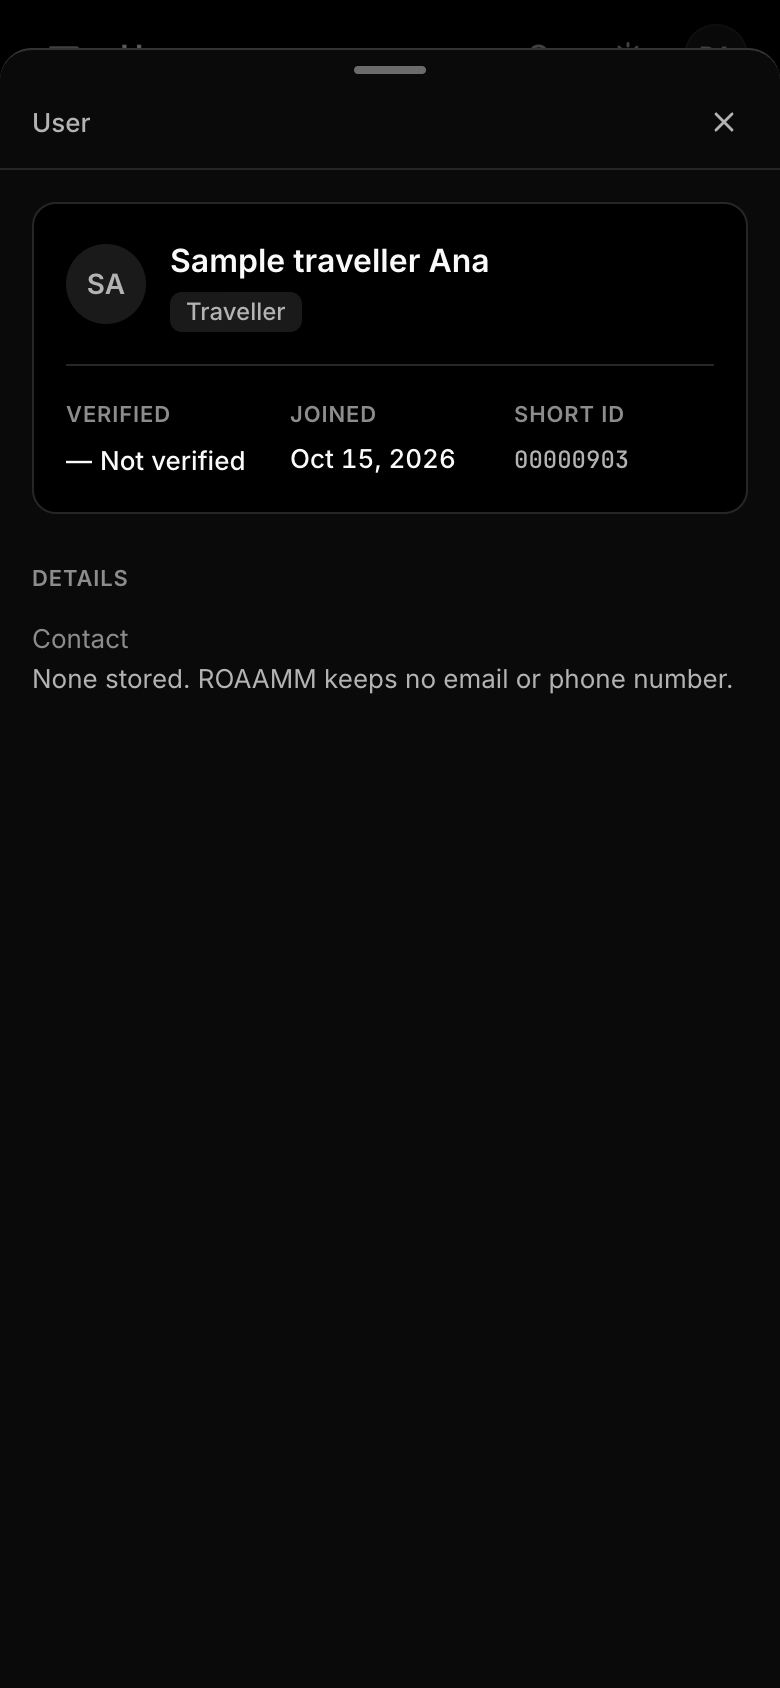 User
SA
Sample traveller Ana
Traveller
VERIFIED
JOINED
SHORT ID
— Not verified
Oct 15, 2026
00000903
DETAILS
Contact
None stored. ROAAMM keeps no email or phone number.